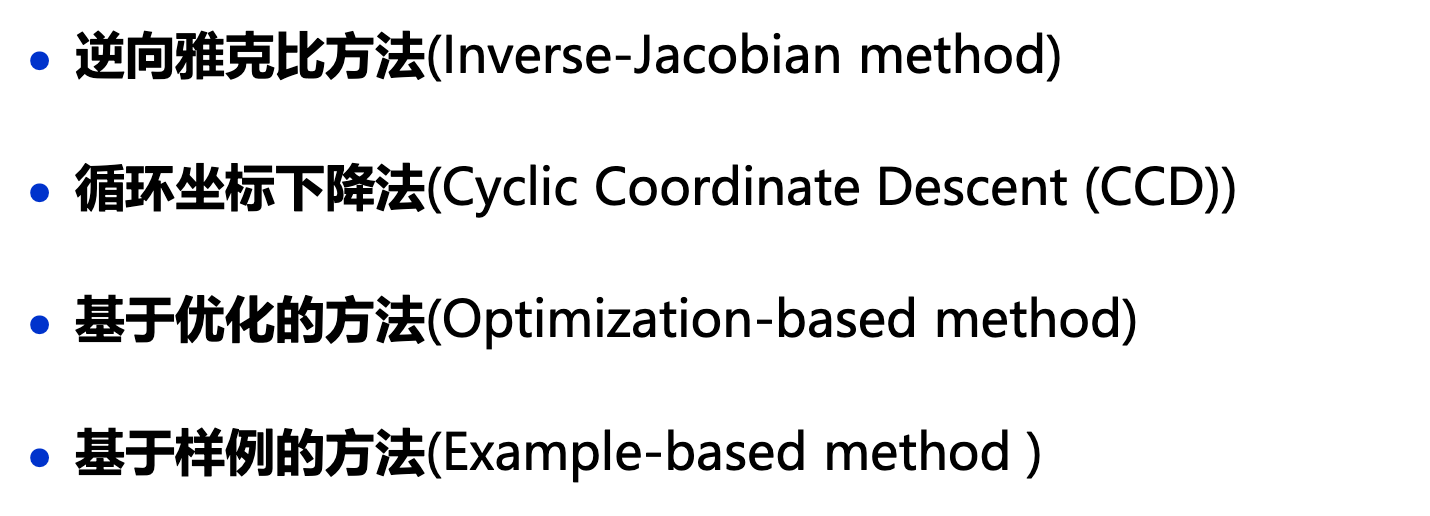 • 逆向雅克比方法(Inverse-Jacobian method)
• 循环坐标下降法(Cyclic Coordinate Descent (CCD))
• 基于优化的方法(Optimization-based method)
• 基于样例的方法(Example-based method )